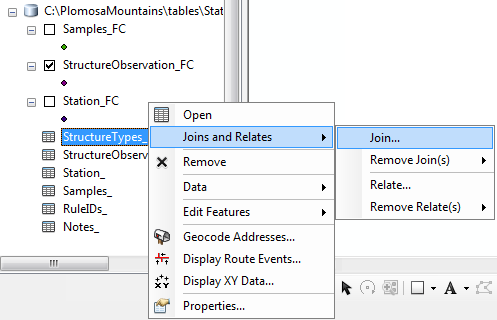 C:\PlomosaMountains\tables\Stat
Samples_FC
StructureObservation_FC
Station_FC
StructureTypes_
StructureObser
Station_
Samples_
RuleIDs_
Notes_
Open
Joins and Relates
Remove
Data
Edit Features
Geocode Addresses...
Display Route Events...
Display XY Data...
Properties...
Join...
Remove Join(s)
Relate...
Remove Relate(s)
A